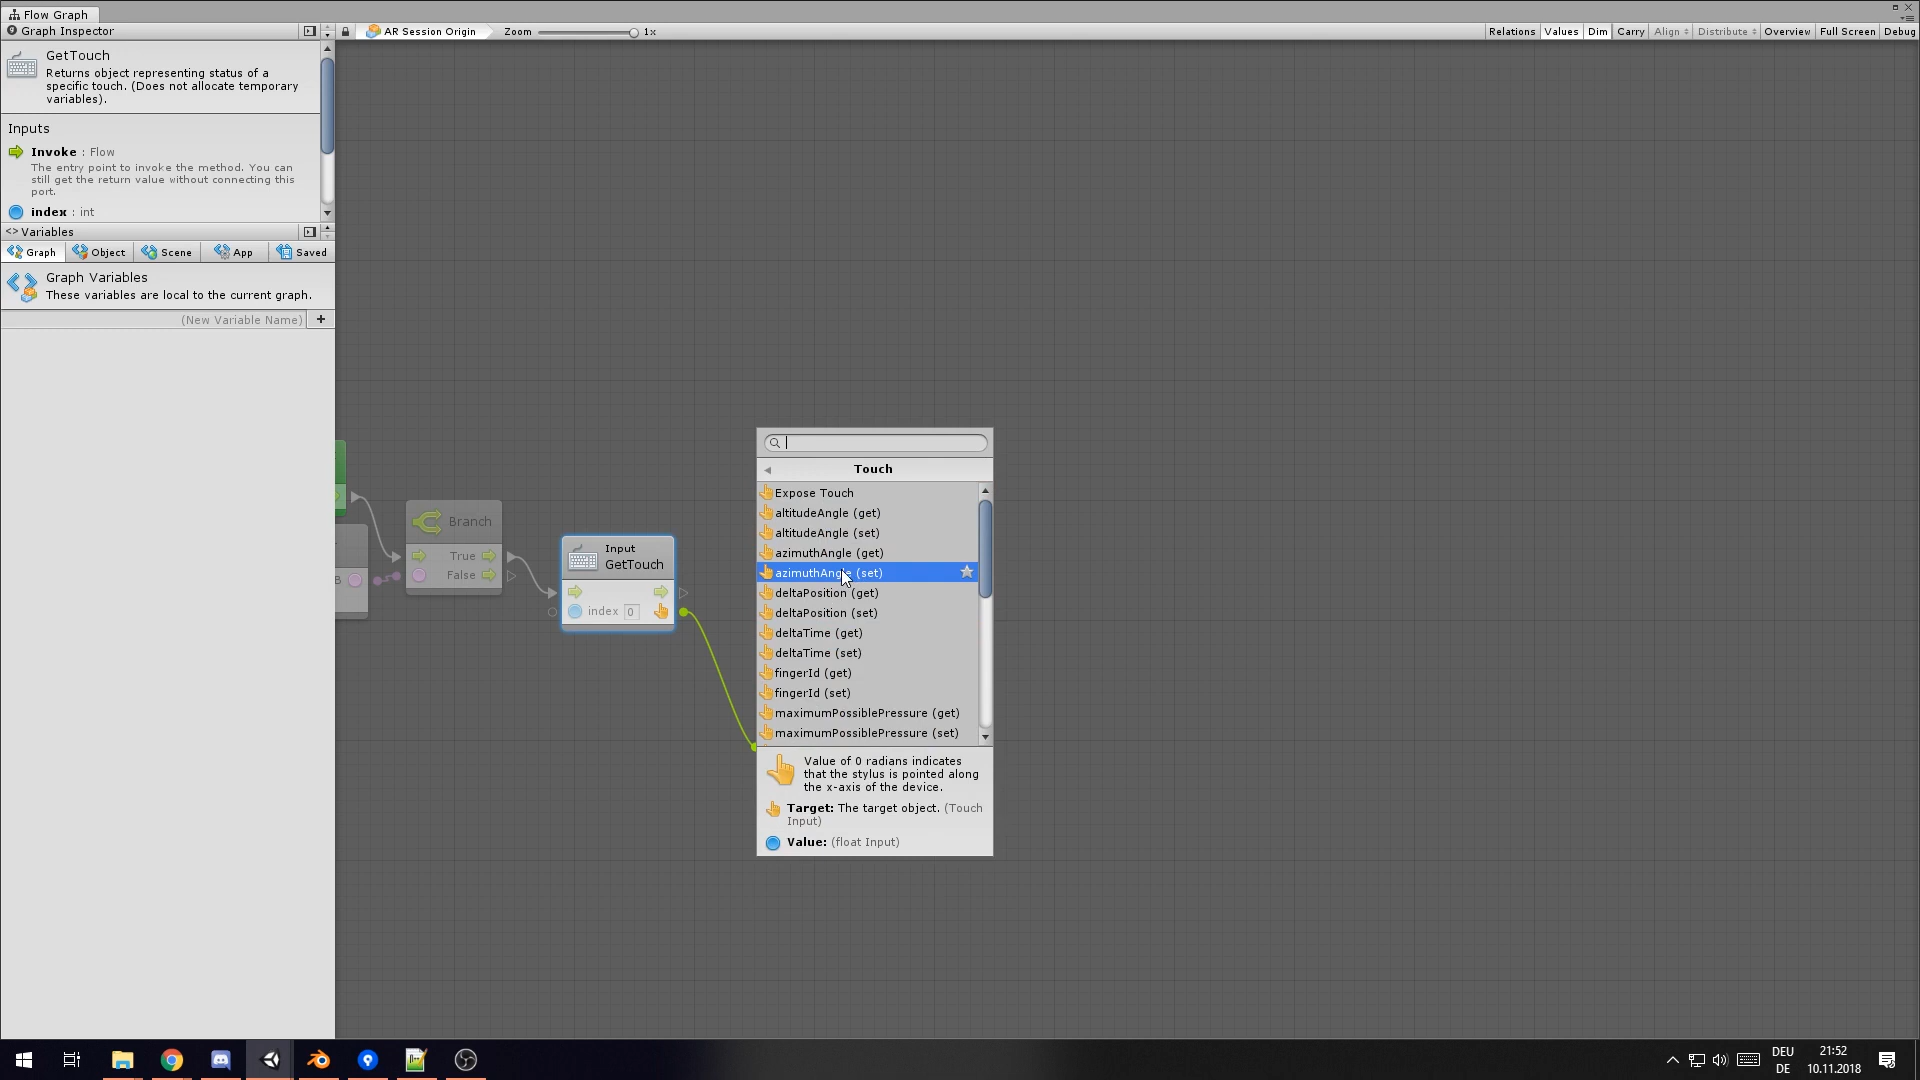 Flow Graph
Graph Inspector
AR Session Origin
Zoom
1x
Relations
Values
Dim
Carry
Align
Distribute
Overview
Full Screen
Debug
GetTouch
Returns object representing status of a
specific touch. (Does not allocate temporary
variables).
Inputs
Invoke : Flow
The entry point to invoke the method. You can
still get the return value without connecting this
port.
index : int
<> Variables
Graph
Object
Scene
App
Saved
Graph Variables
These variables are local to the current graph.
(New Variable Name)
+
B
Branch
True
False
Input
GetTouch
index 0
Touch
Expose Touch
altitudeAngle (get)
altitudeAngle (set)
azimuthAngle (get)
azimuthAngle (set)
deltaPosition (get)
deltaPosition (set)
deltaTime (get)
deltaTime (set)
fingerId (get)
fingerId (set)
maximumPossiblePressure (get)
maximumPossiblePressure (set)
Value of 0 radians indicates
that the stylus is pointed along
the x-axis of the device.
Target: The target object. (Touch
Input)
Value: (float Input)
DEU
DE
21:52
10.11.2018